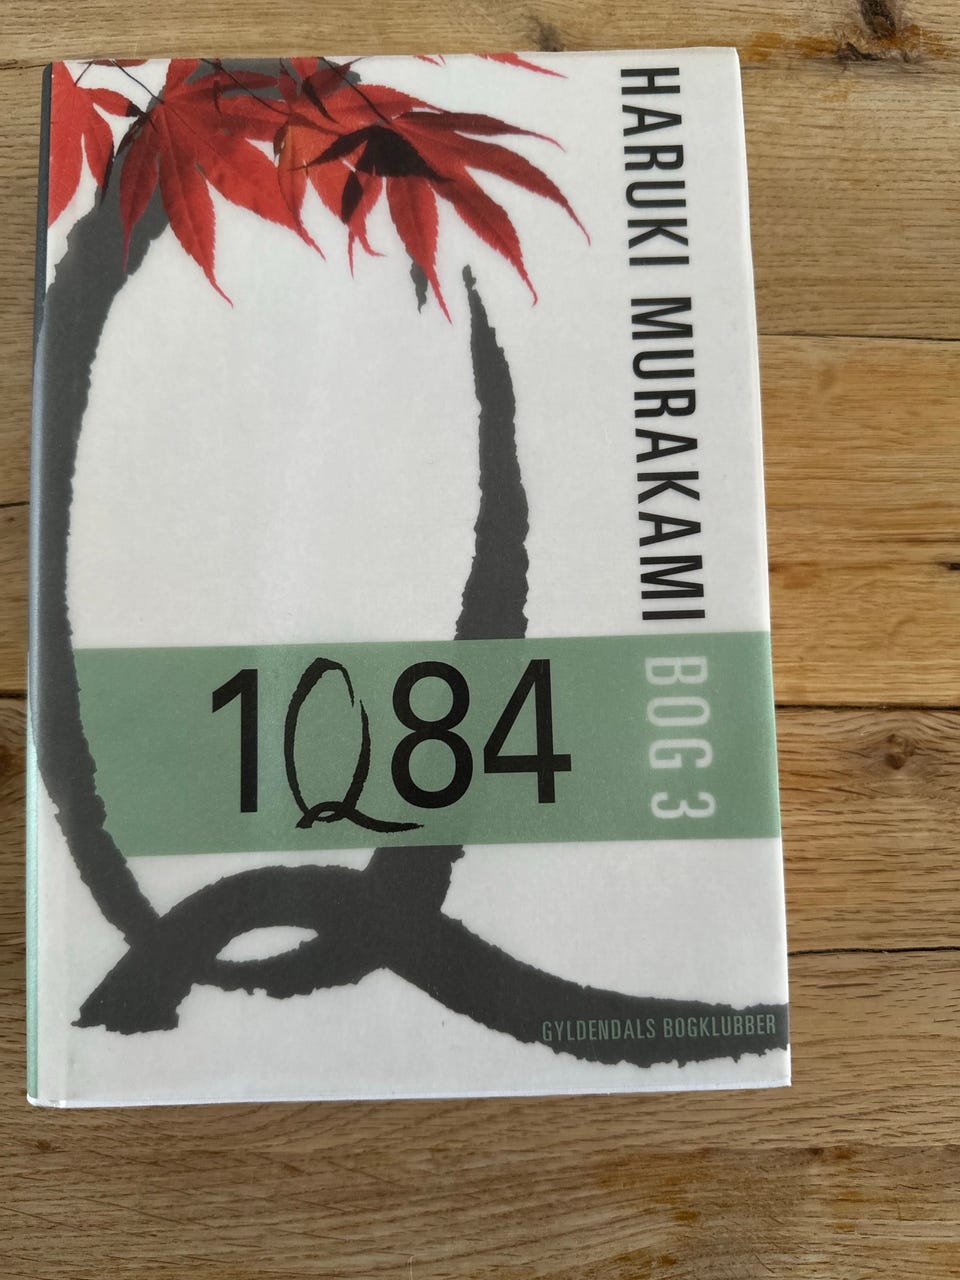 HARUKI MURAKAMI BOG 3
1Q84
GYLDENDALS BOGKLUBBER